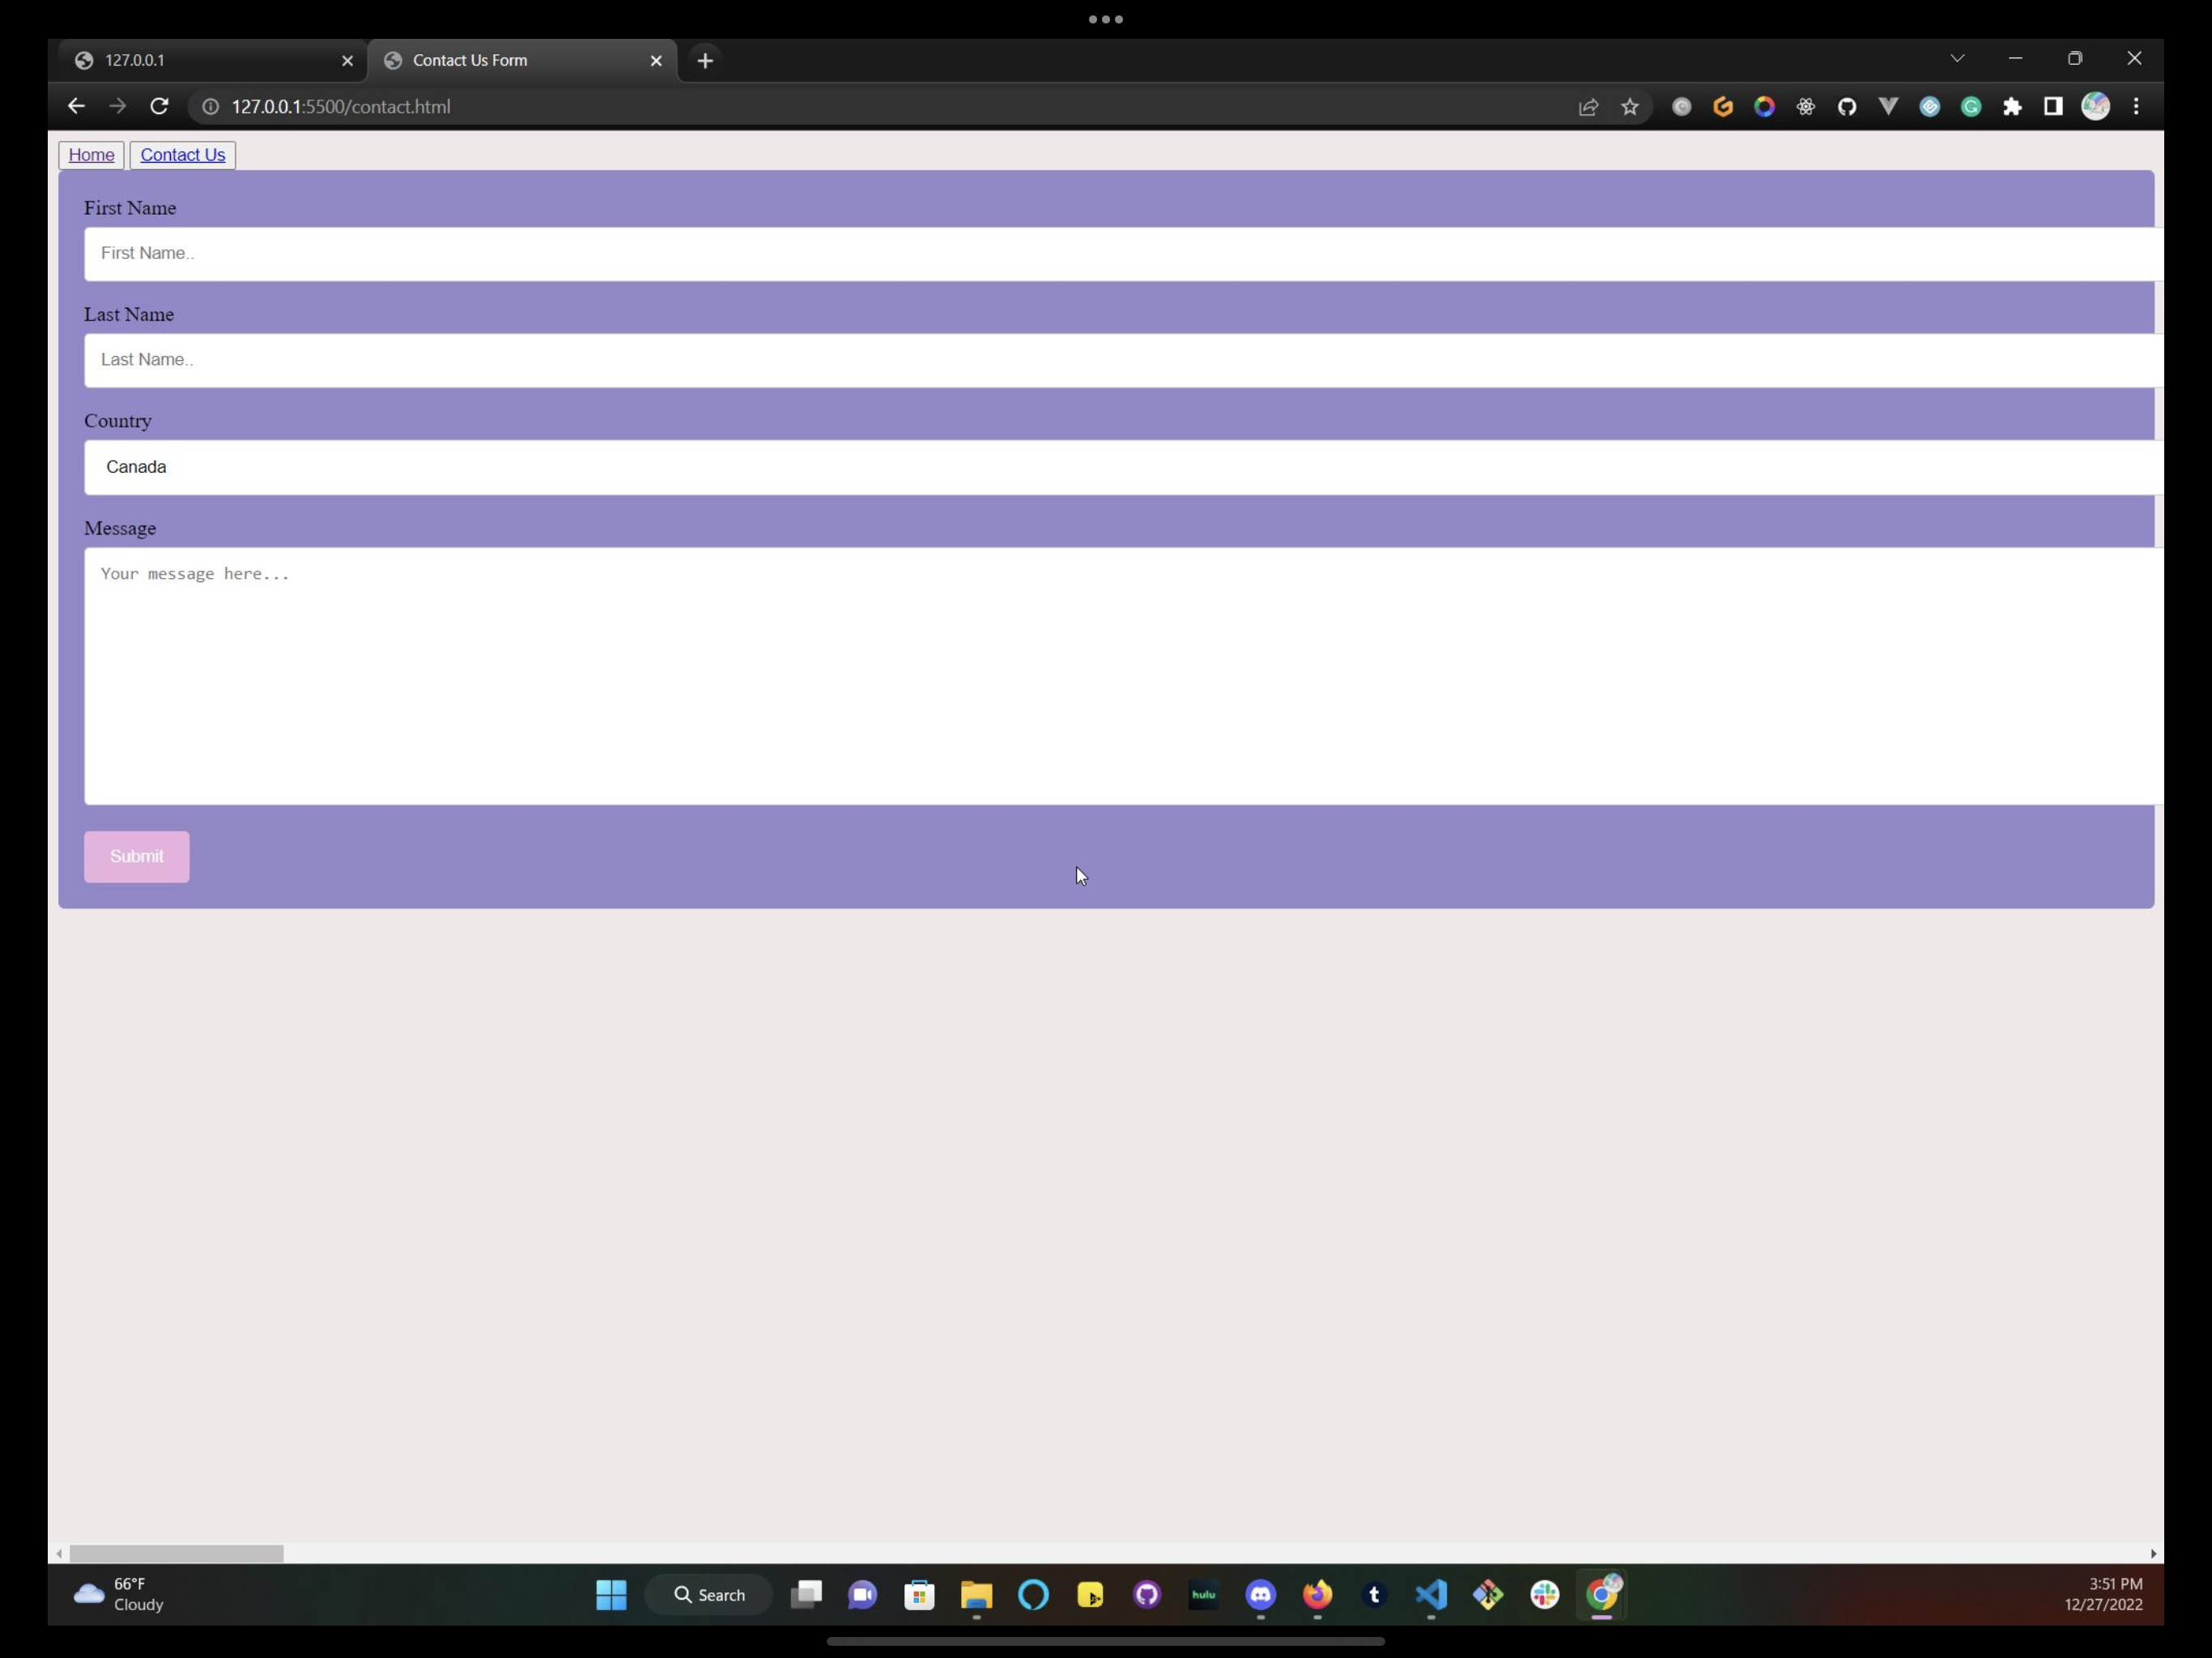 127.0.0.1
Contact Us Form
127.0.0.1:5500/contact.html
Home Contact Us
First Name
First Name..
Last Name
Last Name..
Country
Canada
Message
Your message here...
Submit
66°F
Cloudy
Search
hulu
3:51 PM
12/27/2022